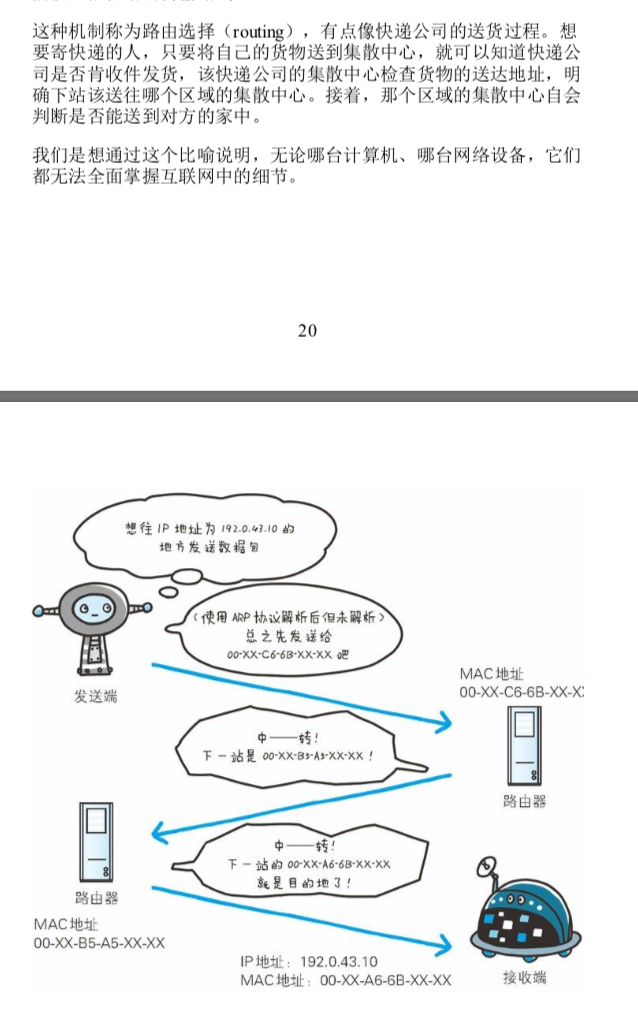 这种机制称为路由选择（routing），有点像快递公司的送货过程。想
要寄快递的人，只要将自己的货物送到集散中心，就可以知道快递公
司是否肯收件发货，该快递公司的集散中心检查货物的送达地址，明
确下站该送往哪个区域的集散中心。接着，那个区域的集散中心自会
判断是否能送到对方的家中。
我们是想通过这个比喻说明，无论哪台计算机、哪台网络设备，它们
都无法全面掌握互联网中的细节。
20
想往 IP 地址为 192.0.43.10 的
地方发送数据包
（使用 ARP 协议解析后但未解析）
总之先发送给
00-XX-C6-6B-XX-XX 吧
发送端
MAC 地址
00-XX-C6-6B-XX-X
路由器
中——转！
下一站是 00-XX-B5-A5-XX-XX！
中——转！
下一站的 00-XX-A6-6B-XX-XX
就是目的地了！
路由器
MAC 地址
00-XX-B5-A5-XX-XX
IP 地址：192.0.43.10
MAC 地址：00-XX-A6-6B-XX-XX
接收端